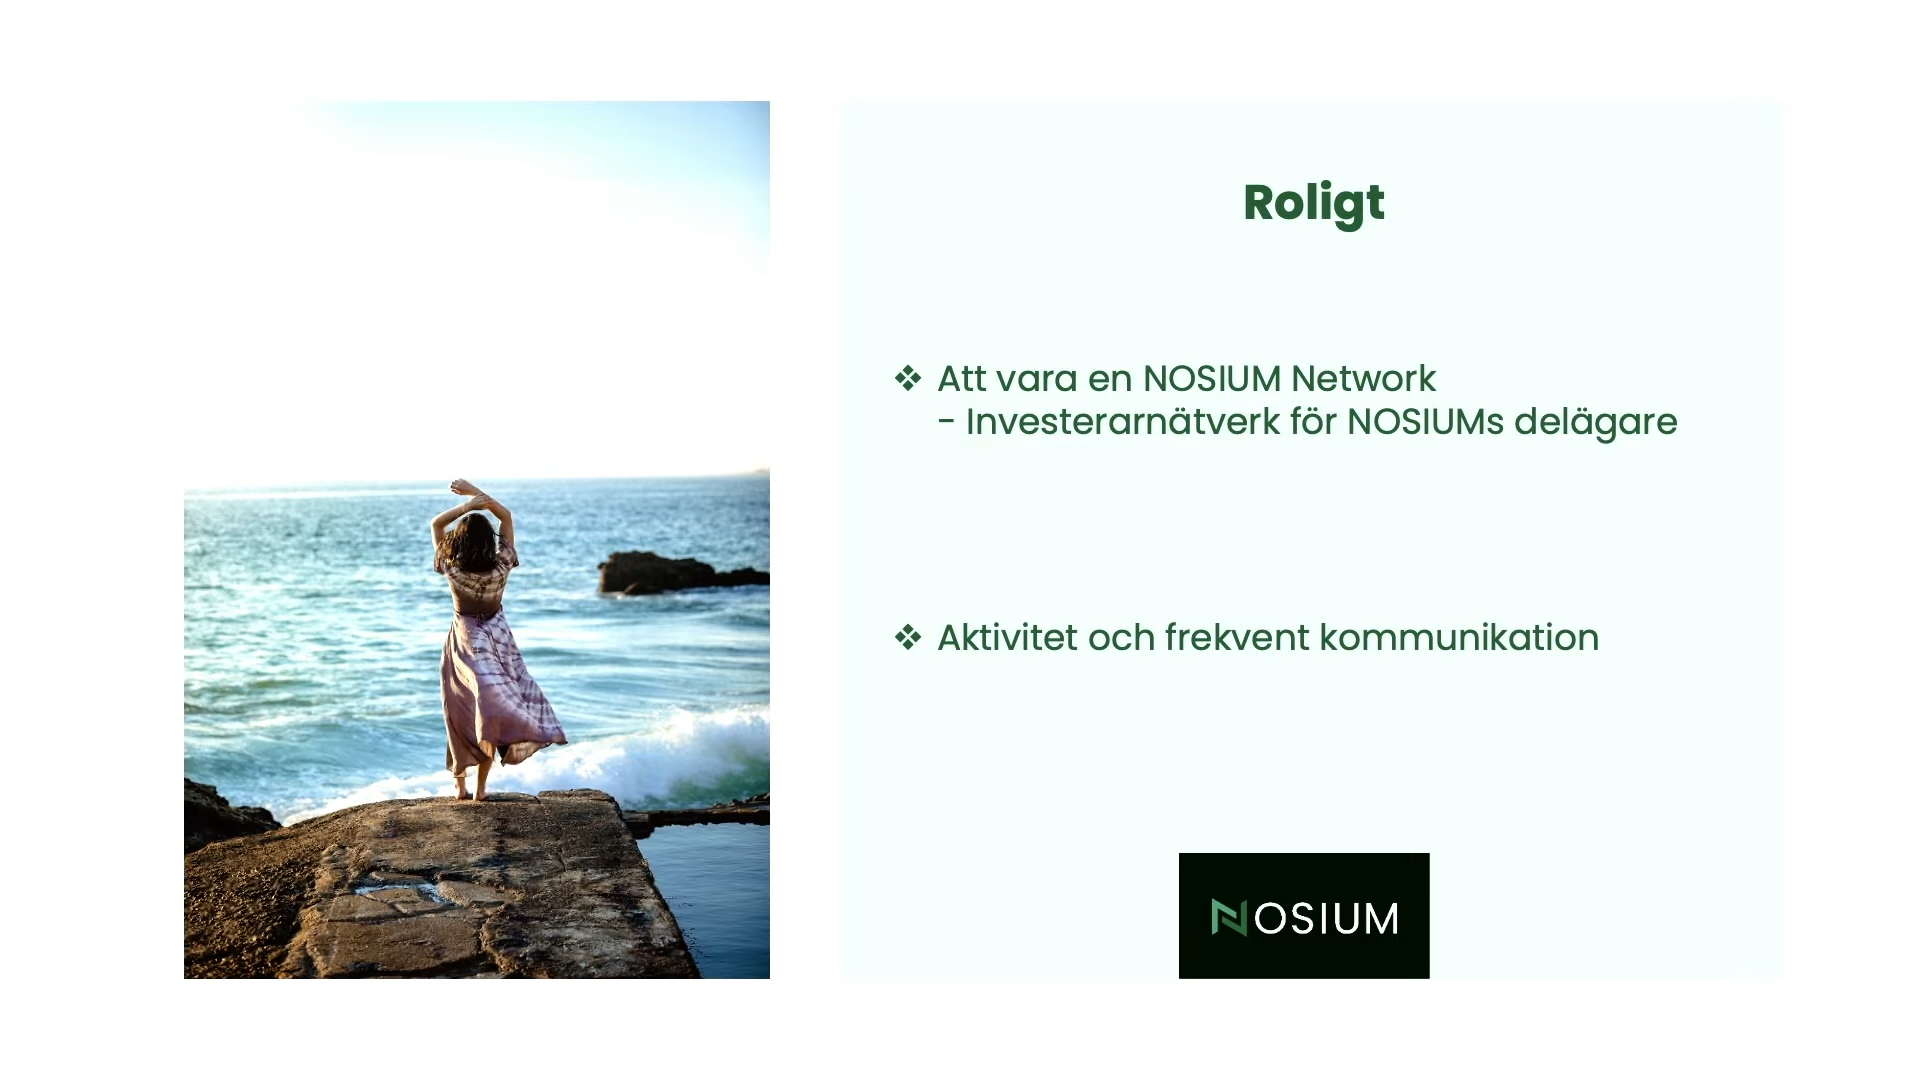 Roligt
❖ Att vara en NOSIUM Network
- Investerarnätverk för NOSIUMs delägare
❖ Aktivitet och frekvent kommunikation
NOSIUM